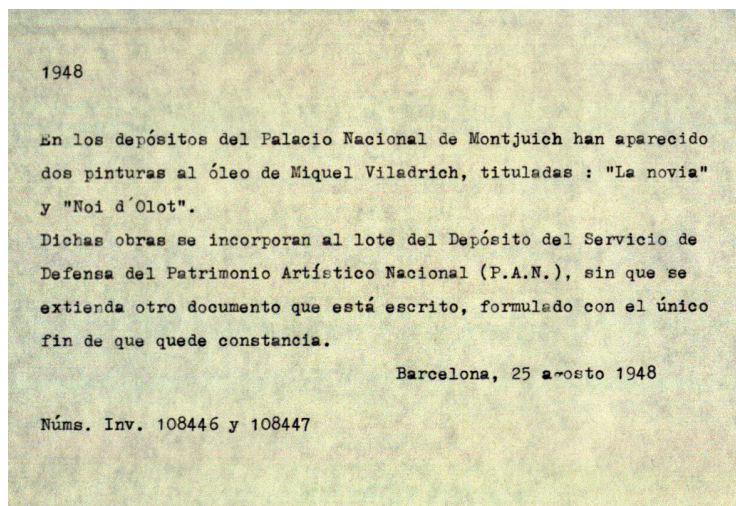 1948
En los depósitos del Palacio Nacional de Montjuich han aparecido
dos pinturas al óleo de Miquel Viladrich, tituladas : "La novia"
y "Noi d´Olot".
Dichas obras se incorporan al lote del Depósito del Servicio de
Defensa del Patrimonio Artístico Nacional (P.A.N.), sin que se
extienda otro documento que está escrito, formulado con el único
fin de que quede constancia.
Barcelona, 25 agosto 1948
Núms. Inv. 108446 y 108447